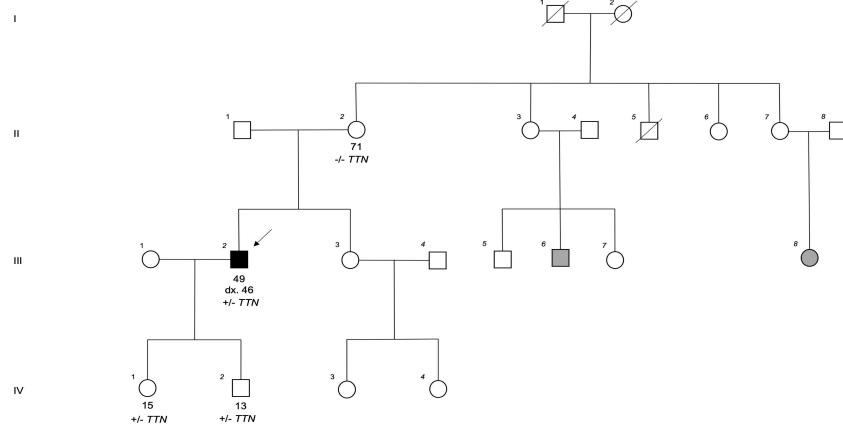 I
1 2
II
1 2 3 4 5 6 7 8
71
-/- TTN
III
1 2 3 4 5 6 7 8
49
dx. 46
+/- TTN
IV
1 2 3 4
15 13
+/- TTN +/- TTN